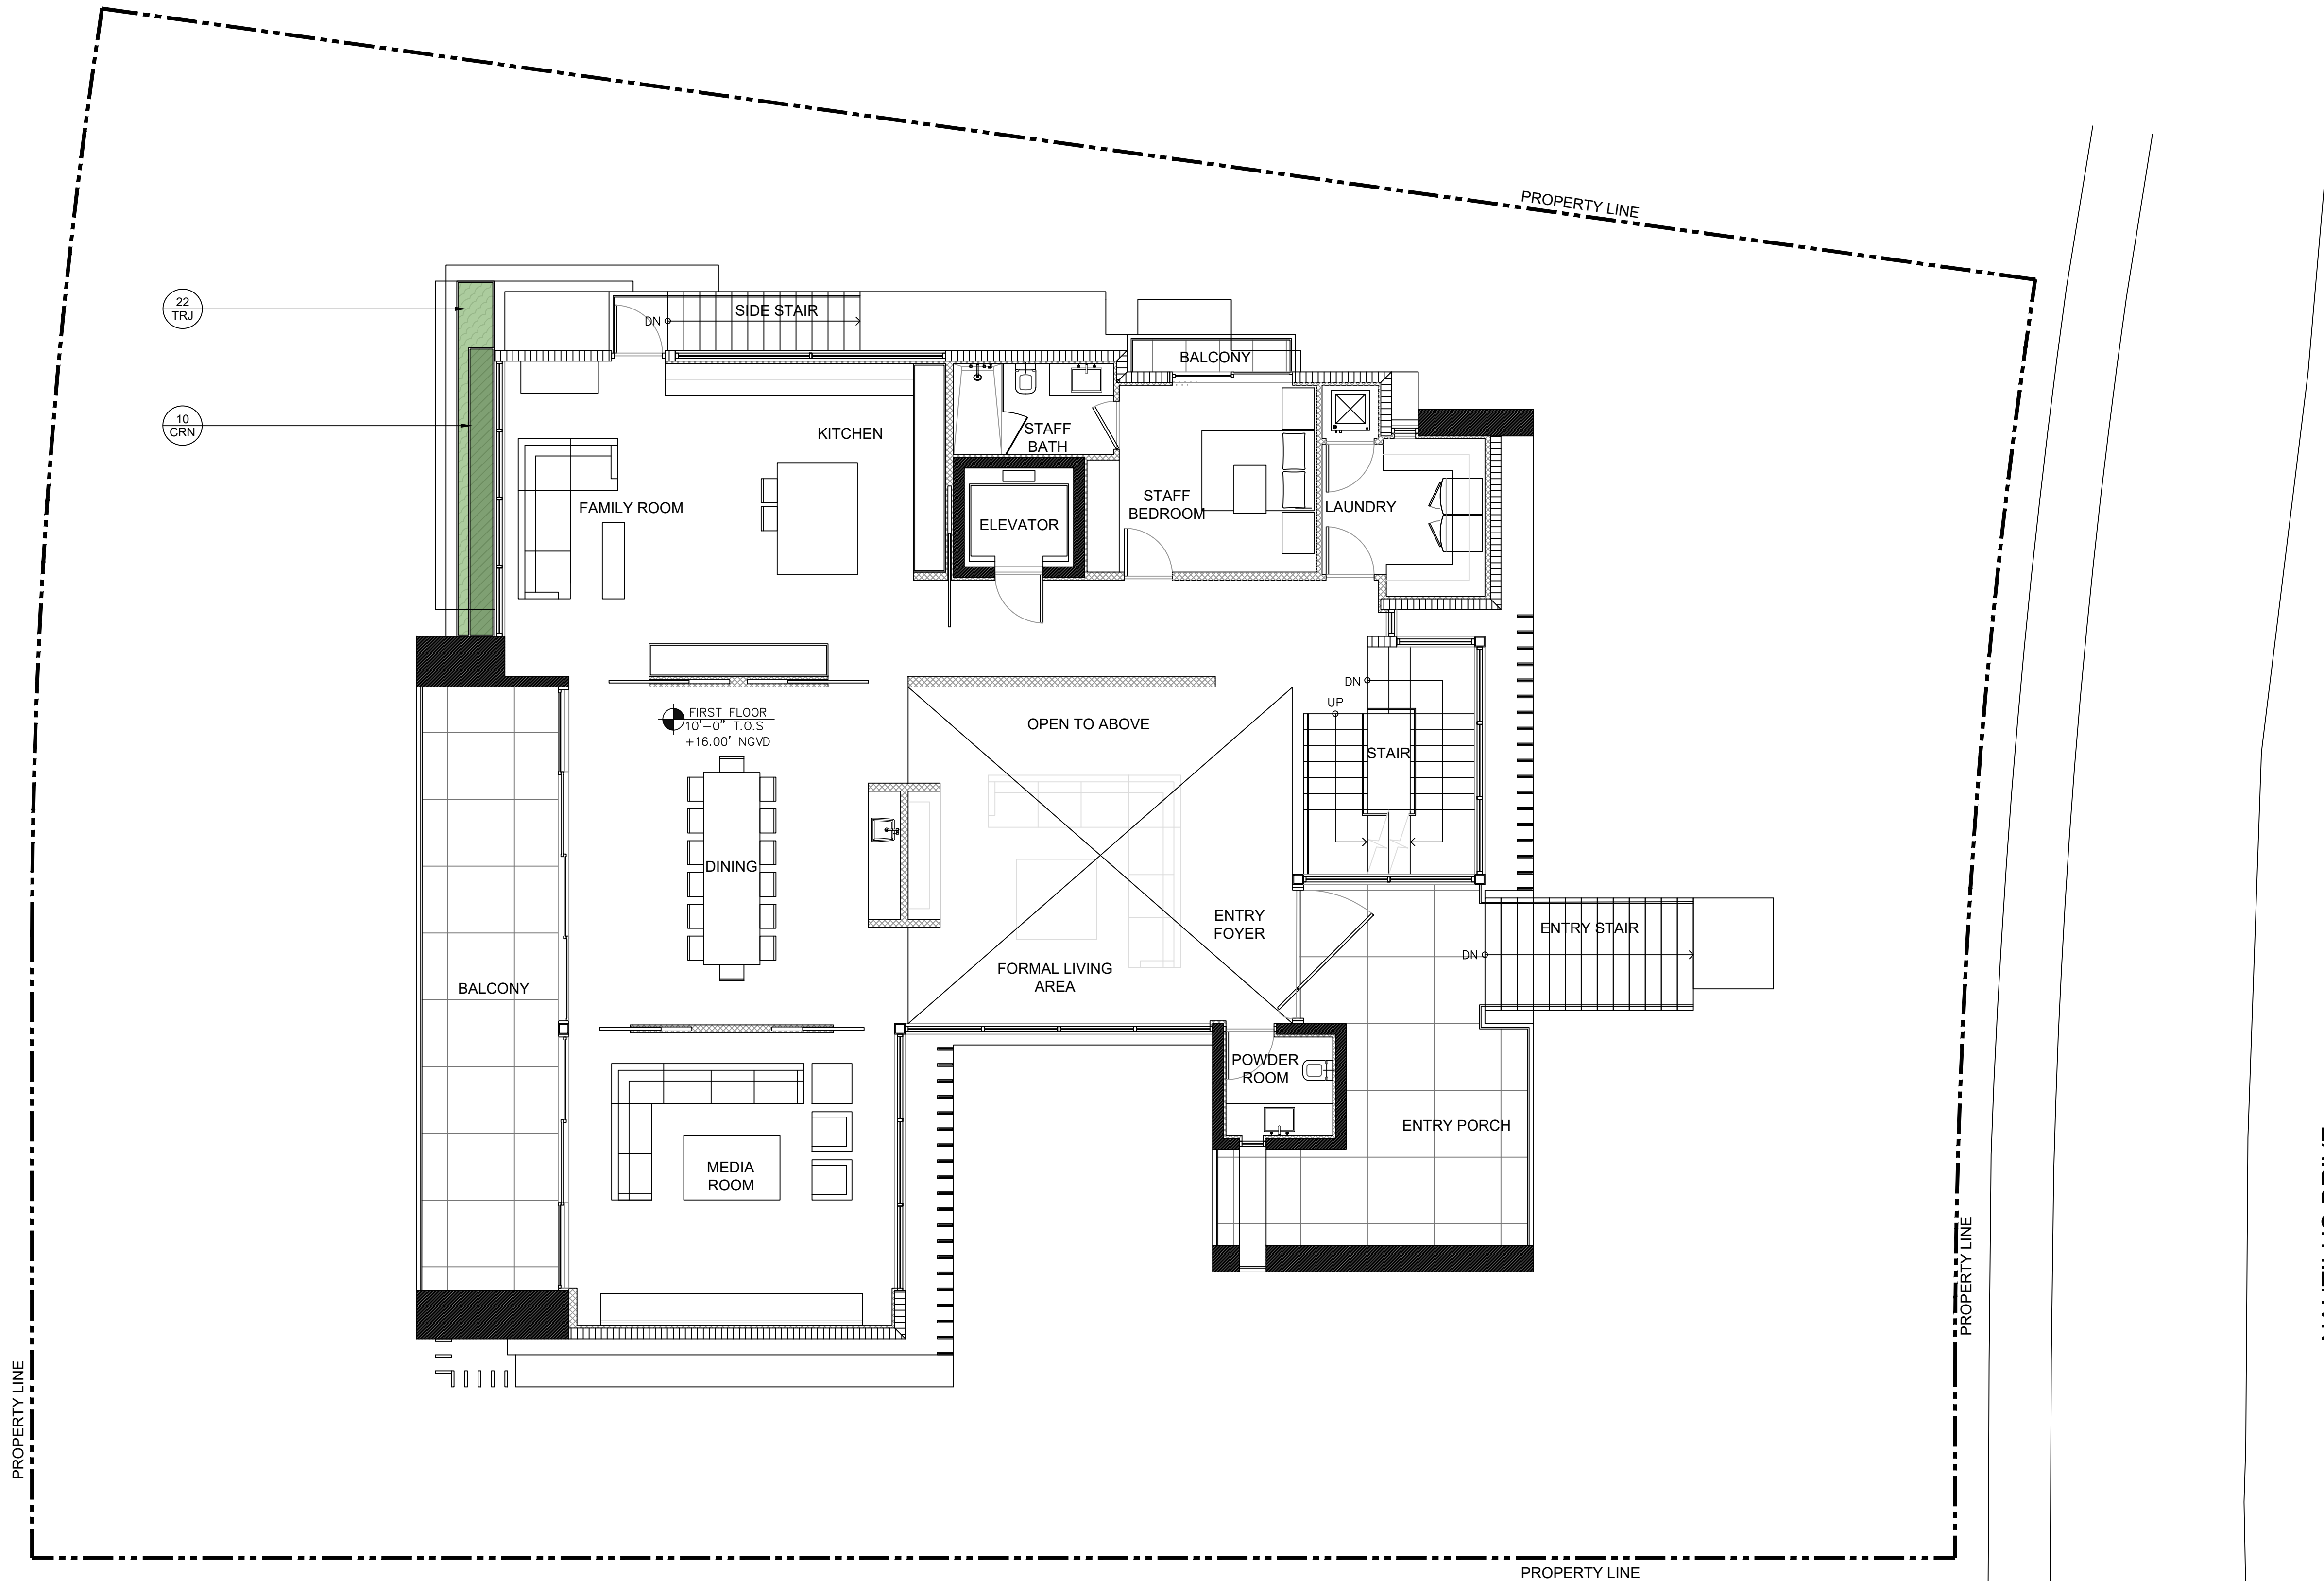 PROPERTY LINE
22
TRJ
SIDE STAIR
DN
BALCONY
10
CRN
KITCHEN
STAFF
BATH
FAMILY ROOM
ELEVATOR
STAFF
BEDROOM
LAUNDRY
DN
UP
FIRST FLOOR
10'-0" T.O.S
+16.00' NGVD
OPEN TO ABOVE
STAIR
DINING
ENTRY
FOYER
ENTRY STAIR
DN
FORMAL LIVING
AREA
BALCONY
POWDER
ROOM
ENTRY PORCH
MEDIA
ROOM
PROPERTY LINE
PROPERTY LINE
PROPERTY LINE